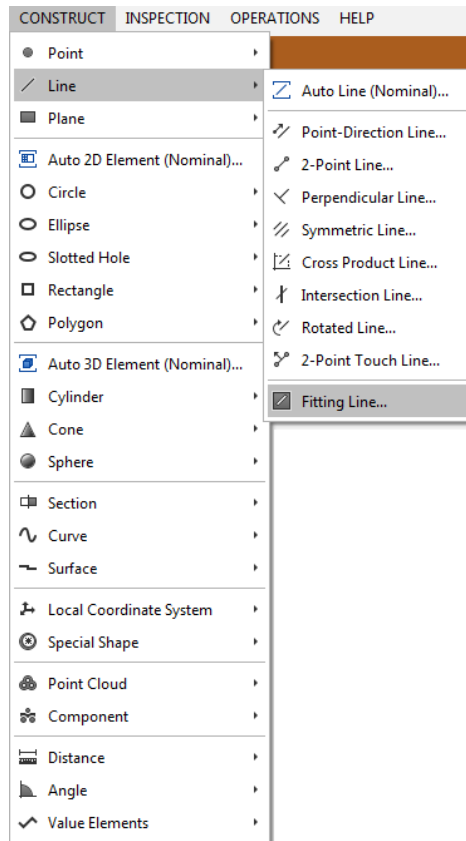 CONSTRUCT INSPECTION OPERATIONS HELP
Point
Line
Plane
Auto 2D Element (Nominal)...
Circle
Ellipse
Slotted Hole
Rectangle
Polygon
Auto 3D Element (Nominal)...
Cylinder
Cone
Sphere
Section
Curve
Surface
Local Coordinate System
Special Shape
Point Cloud
Component
Distance
Angle
Value Elements
Auto Line (Nominal)...
Point-Direction Line...
2-Point Line...
Perpendicular Line...
Symmetric Line...
Cross Product Line...
Intersection Line...
Rotated Line...
2-Point Touch Line...
Fitting Line...